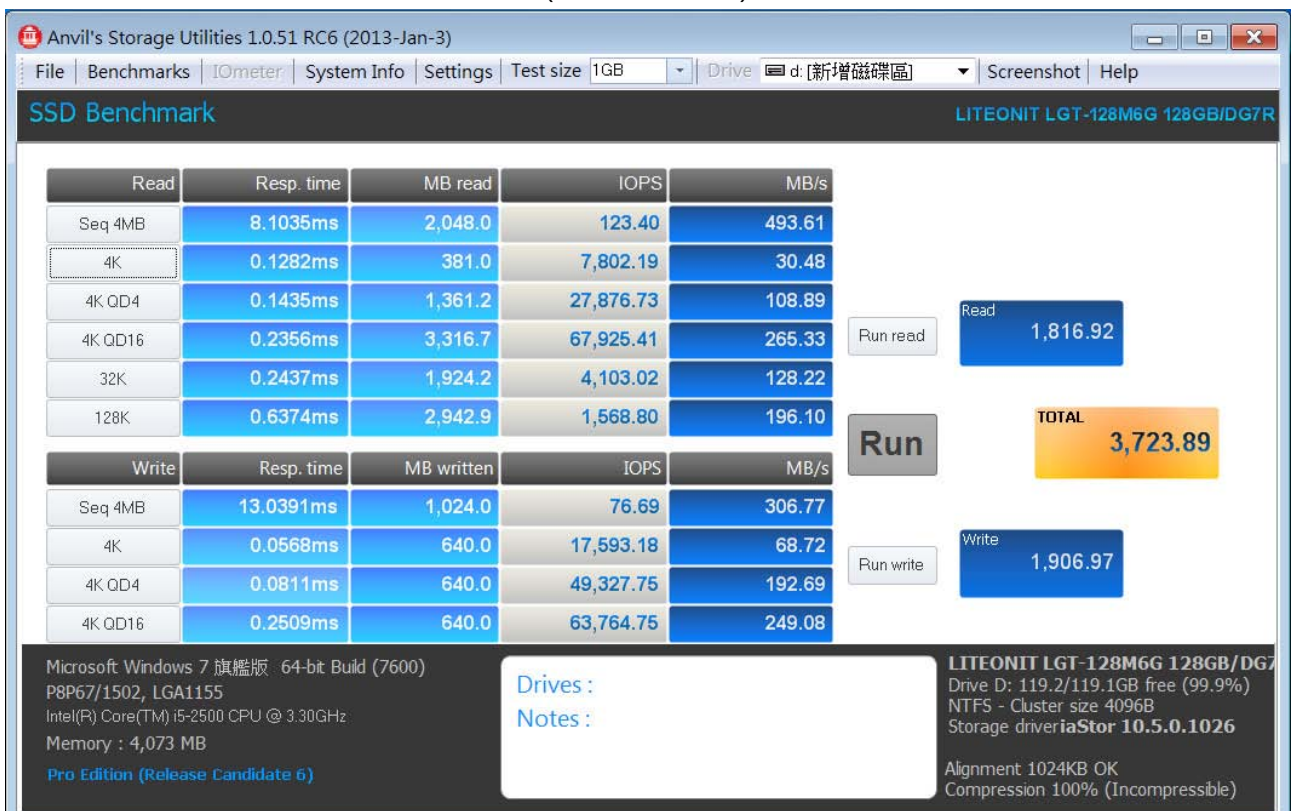 Anvil's Storage Utilities 1.0.51 RC6 (2013-Jan-3)
File Benchmarks IOmeter System Info Settings Test size 1GB Drive d: [新增磁碟區] Screenshot Help
SSD Benchmark LITEONIT LGT-128M6G 128GB/DG7R
Read Resp. time MB read IOPS MB/s
Seq 4MB 8.1035ms 2,048.0 123.40 493.61
4K 0.1282ms 381.0 7,802.19 30.48
4K QD4 0.1435ms 1,361.2 27,876.73 108.89
4K QD16 0.2356ms 3,316.7 67,925.41 265.33
32K 0.2437ms 1,924.2 4,103.02 128.22
128K 0.6374ms 2,942.9 1,568.80 196.10
Run read
Read
1,816.92
Run
TOTAL
3,723.89
Write Resp. time MB written IOPS MB/s
Seq 4MB 13.0391ms 1,024.0 76.69 306.77
4K 0.0568ms 640.0 17,593.18 68.72
4K QD4 0.0811ms 640.0 49,327.75 192.69
4K QD16 0.2509ms 640.0 63,764.75 249.08
Run write
Write
1,906.97
Microsoft Windows 7 旗艦版 64-bit Build (7600)
P8P67/1502, LGA1155
Intel(R) Core(TM) i5-2500 CPU @ 3.30GHz
Memory : 4,073 MB
Pro Edition (Release Candidate 6)
Drives :
Notes :
LITEONIT LGT-128M6G 128GB/DG7
Drive D: 119.2/119.1GB free (99.9%)
NTFS - Cluster size 4096B
Storage driveriaStor 10.5.0.1026
Alignment 1024KB OK
Compression 100% (Incompressible)